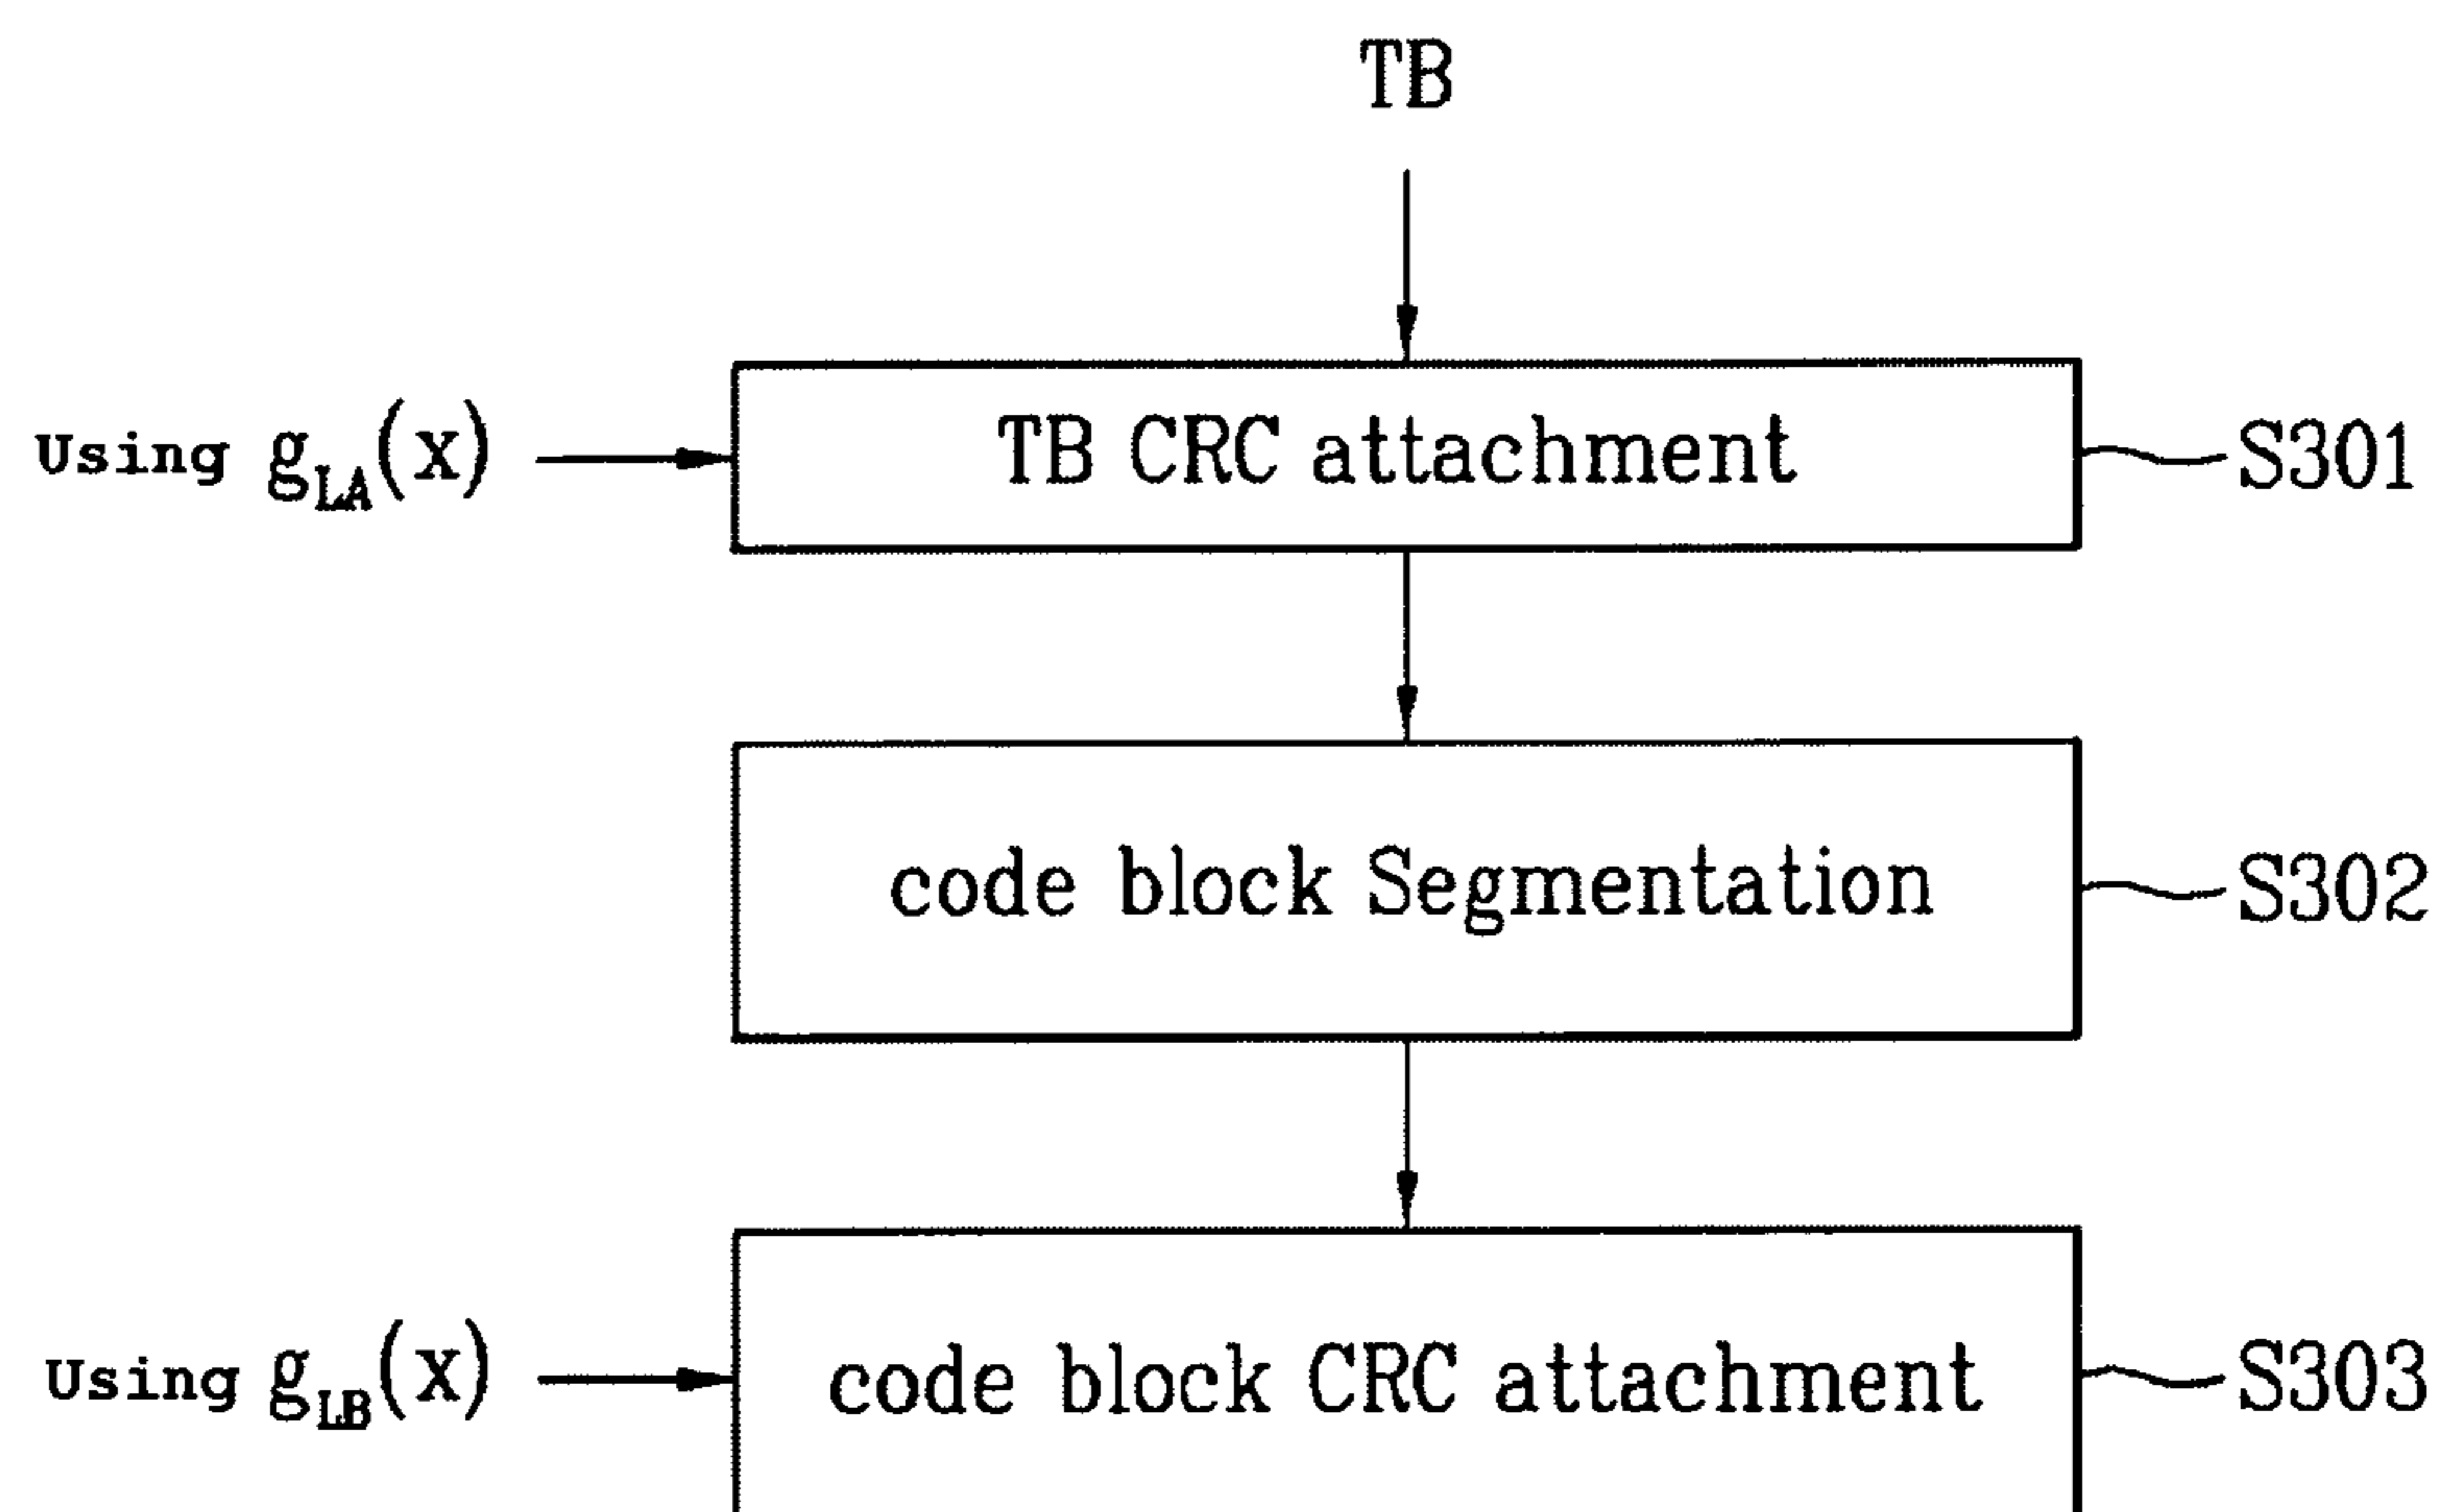 TB
Using g_LA(x)
TB CRC attachment
S301
code block Segmentation
S302
Using g_LB(x)
code block CRC attachment
S303